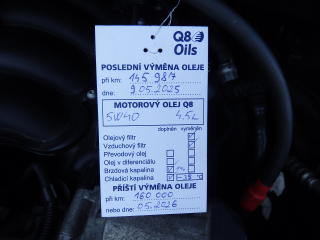 Q8
Oils
POSLEDNÍ VÝMĚNA OLEJE
při km: 145 987
dne: 9.05.2025
MOTOROVÝ OLEJ Q8
5W40 4.5L
doplněn vyměněn
Olejový filtr
Vzduchový filtr
Převodový olej
Olej v diferenciálu
Brzdová kapalina
Chladící kapalina -35 °C
PŘÍŠTÍ VÝMĚNA OLEJE
při km: 160 000
nebo dne: 05.2026